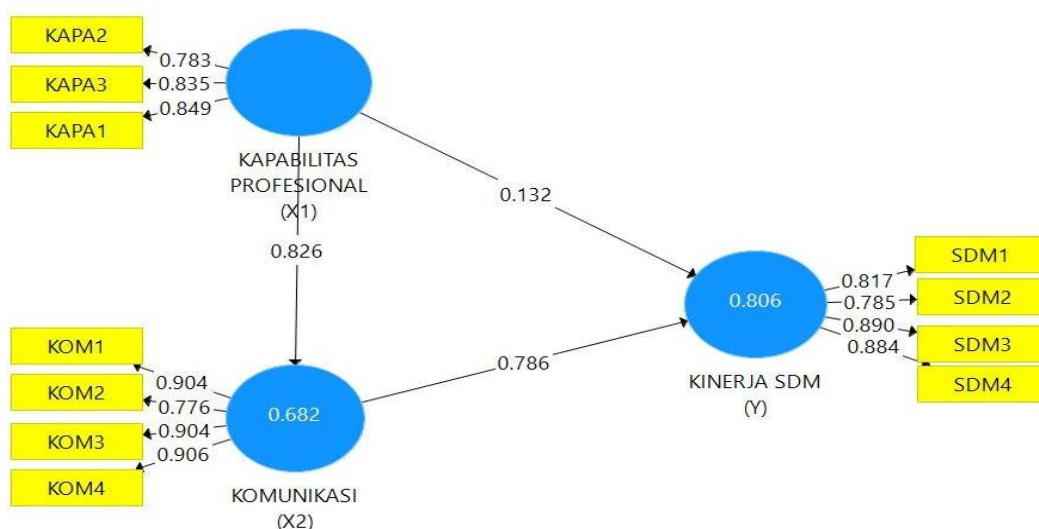 KAPA2
0.783
KAPA3
0.835
KAPA1
0.849
KAPABILITAS
PROFESIONAL
(X1)
0.132
0.826
KOM1
0.904
KOM2
0.776
KOM3
0.904
KOM4
0.906
0.682
KOMUNIKASI
(X2)
0.786
0.806
KINERJA SDM
(Y)
0.817
SDM1
0.785
SDM2
0.890
SDM3
0.884
SDM4